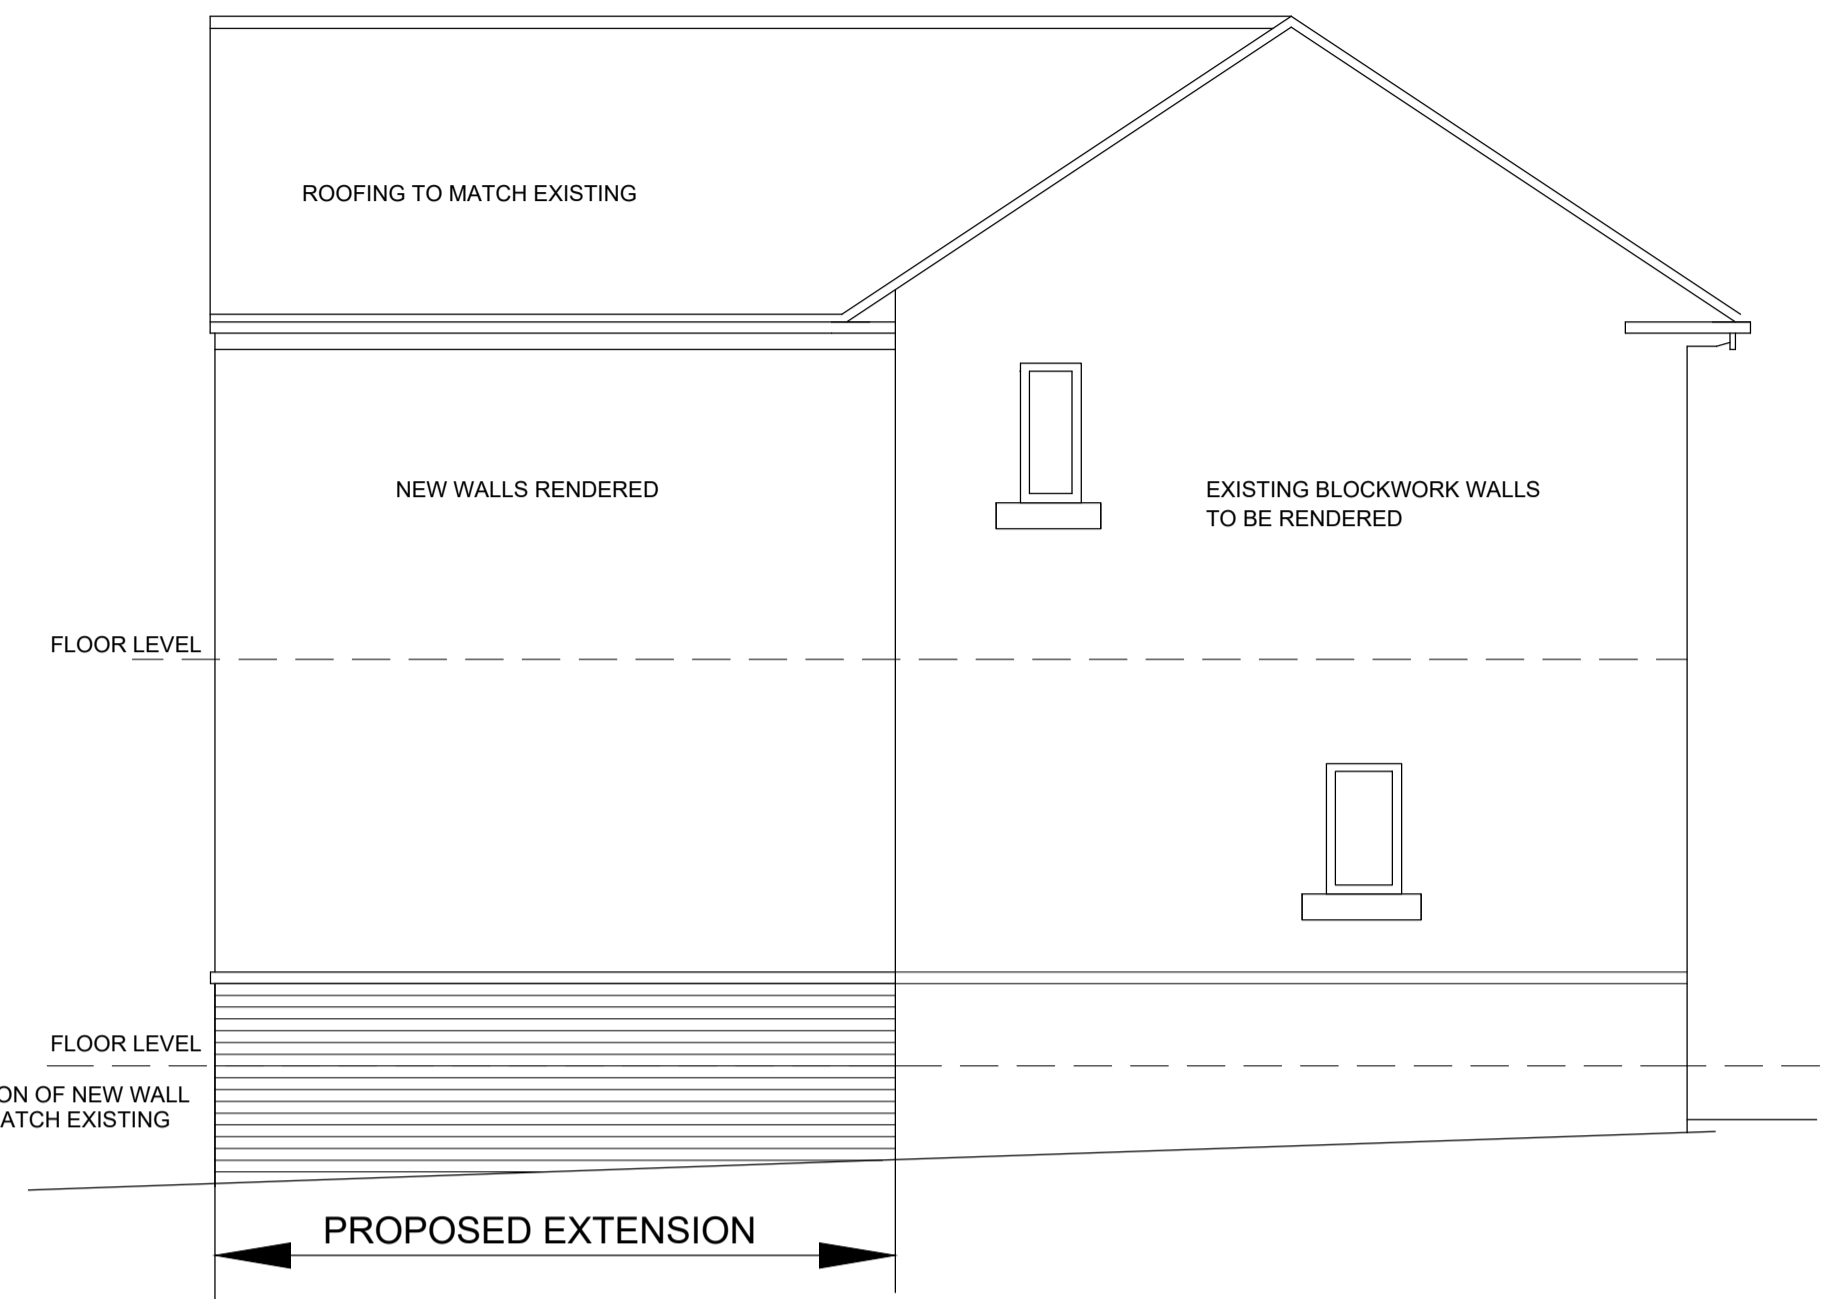 ROOFING TO MATCH EXISTING
NEW WALLS RENDERED
EXISTING BLOCKWORK WALLS
TO BE RENDERED
FLOOR LEVEL
FLOOR LEVEL
ON OF NEW WALL
ATCH EXISTING
PROPOSED EXTENSION